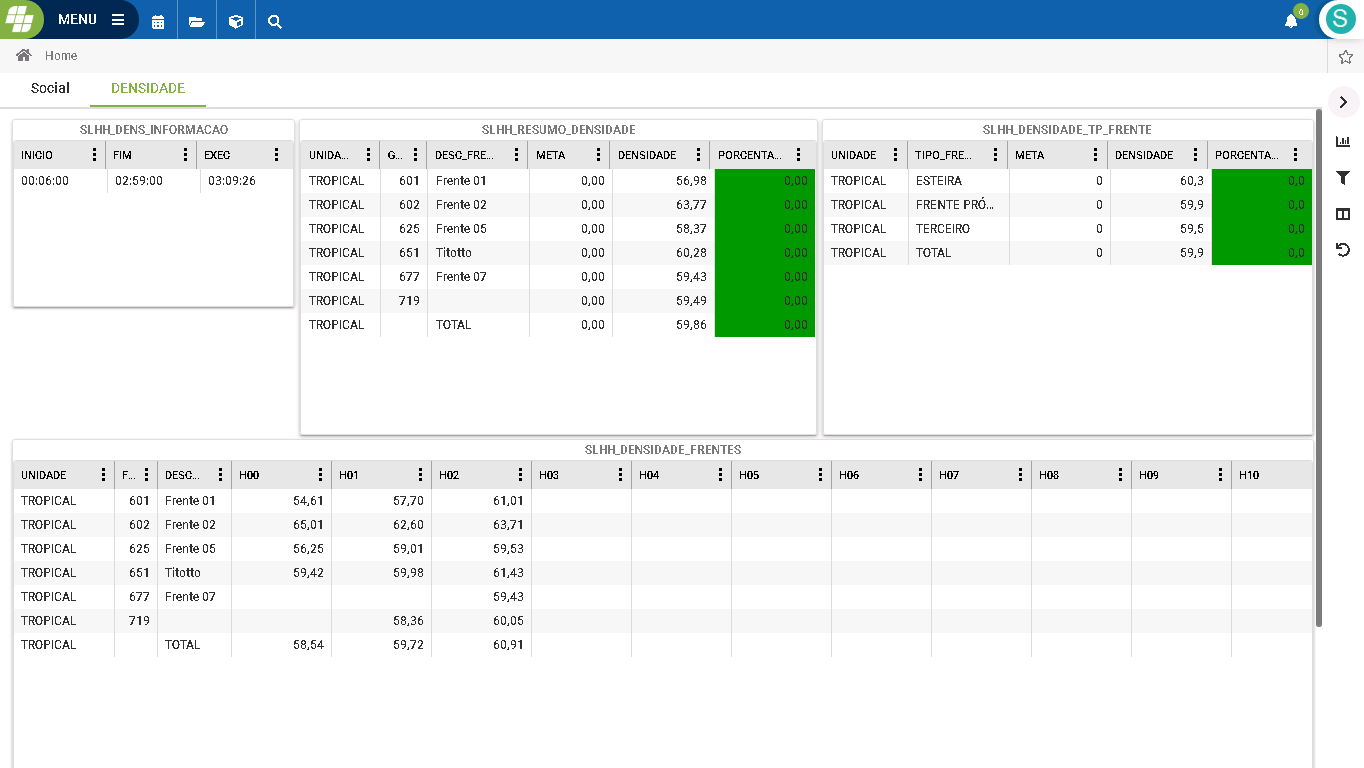 MENU
0
S
Home
Social DENSIDADE
SLHH_DENS_INFORMACAO
INICIO FIM EXEC
00:06:00 02:59:00 03:09:26
SLHH_RESUMO_DENSIDADE
UNIDA... G... DESC_FRE... META DENSIDADE PORCENTA...
TROPICAL 601 Frente 01 0,00 56,98 0,00
TROPICAL 602 Frente 02 0,00 63,77 0,00
TROPICAL 625 Frente 05 0,00 58,37 0,00
TROPICAL 651 Titotto 0,00 60,28 0,00
TROPICAL 677 Frente 07 0,00 59,43 0,00
TROPICAL 719 0,00 59,49 0,00
TROPICAL TOTAL 0,00 59,86 0,00
SLHH_DENSIDADE_TP_FRENTE
UNIDADE TIPO_FRE... META DENSIDADE PORCENTA...
TROPICAL ESTEIRA 0 60,3 0,0
TROPICAL FRENTE PRÓ... 0 59,9 0,0
TROPICAL TERCEIRO 0 59,5 0,0
TROPICAL TOTAL 0 59,9 0,0
SLHH_DENSIDADE_FRENTES
UNIDADE F... DESC... H00 H01 H02 H03 H04 H05 H06 H07 H08 H09 H10
TROPICAL 601 Frente 01 54,61 57,70 61,01
TROPICAL 602 Frente 02 65,01 62,60 63,71
TROPICAL 625 Frente 05 56,25 59,01 59,53
TROPICAL 651 Titotto 59,42 59,98 61,43
TROPICAL 677 Frente 07 59,43
TROPICAL 719 58,36 60,05
TROPICAL TOTAL 58,54 59,72 60,91